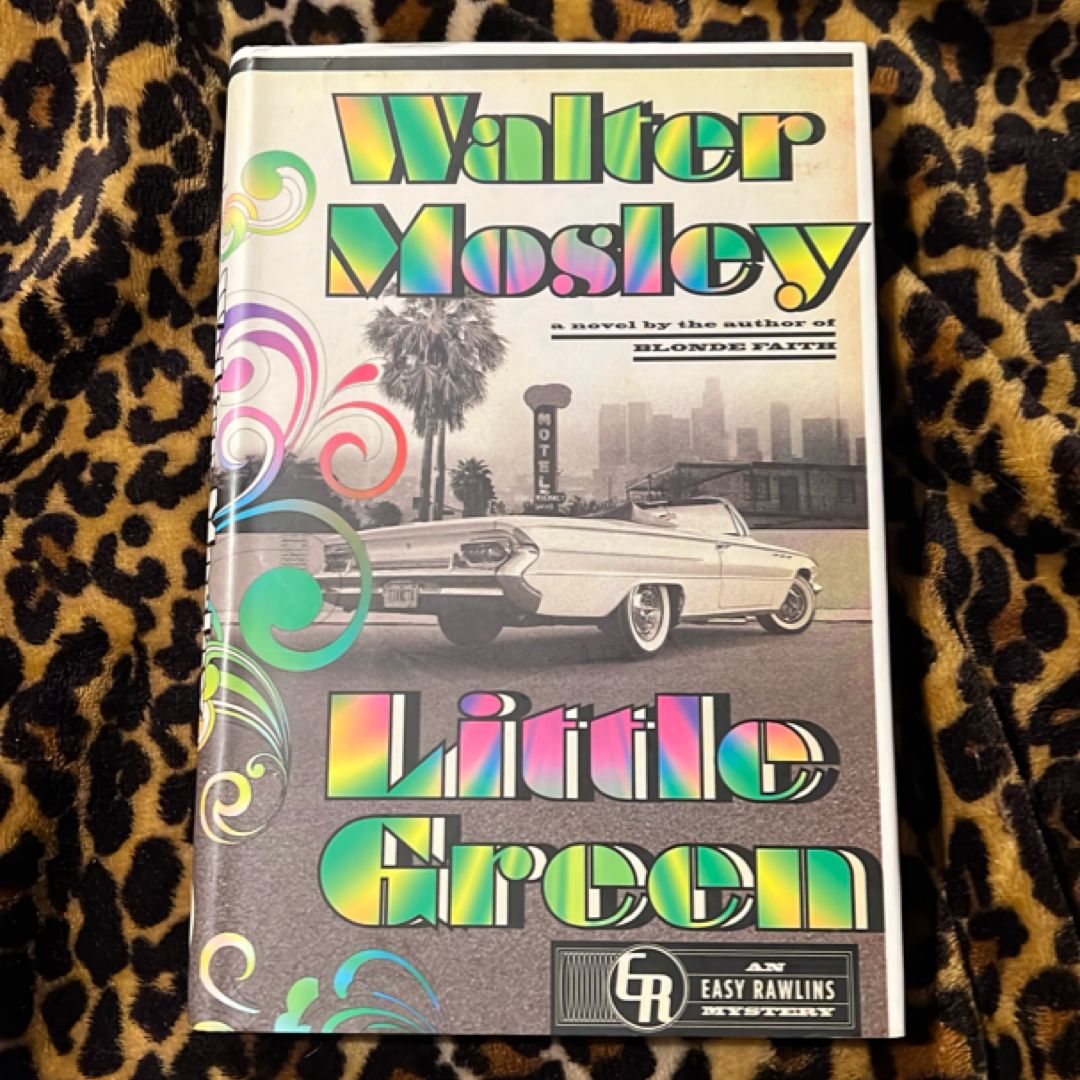 Walter
Mosley
a novel by the author of
BLONDE FAITH
MOTEL
Little
Green
ER
AN
EASY RAWLINS
MYSTERY